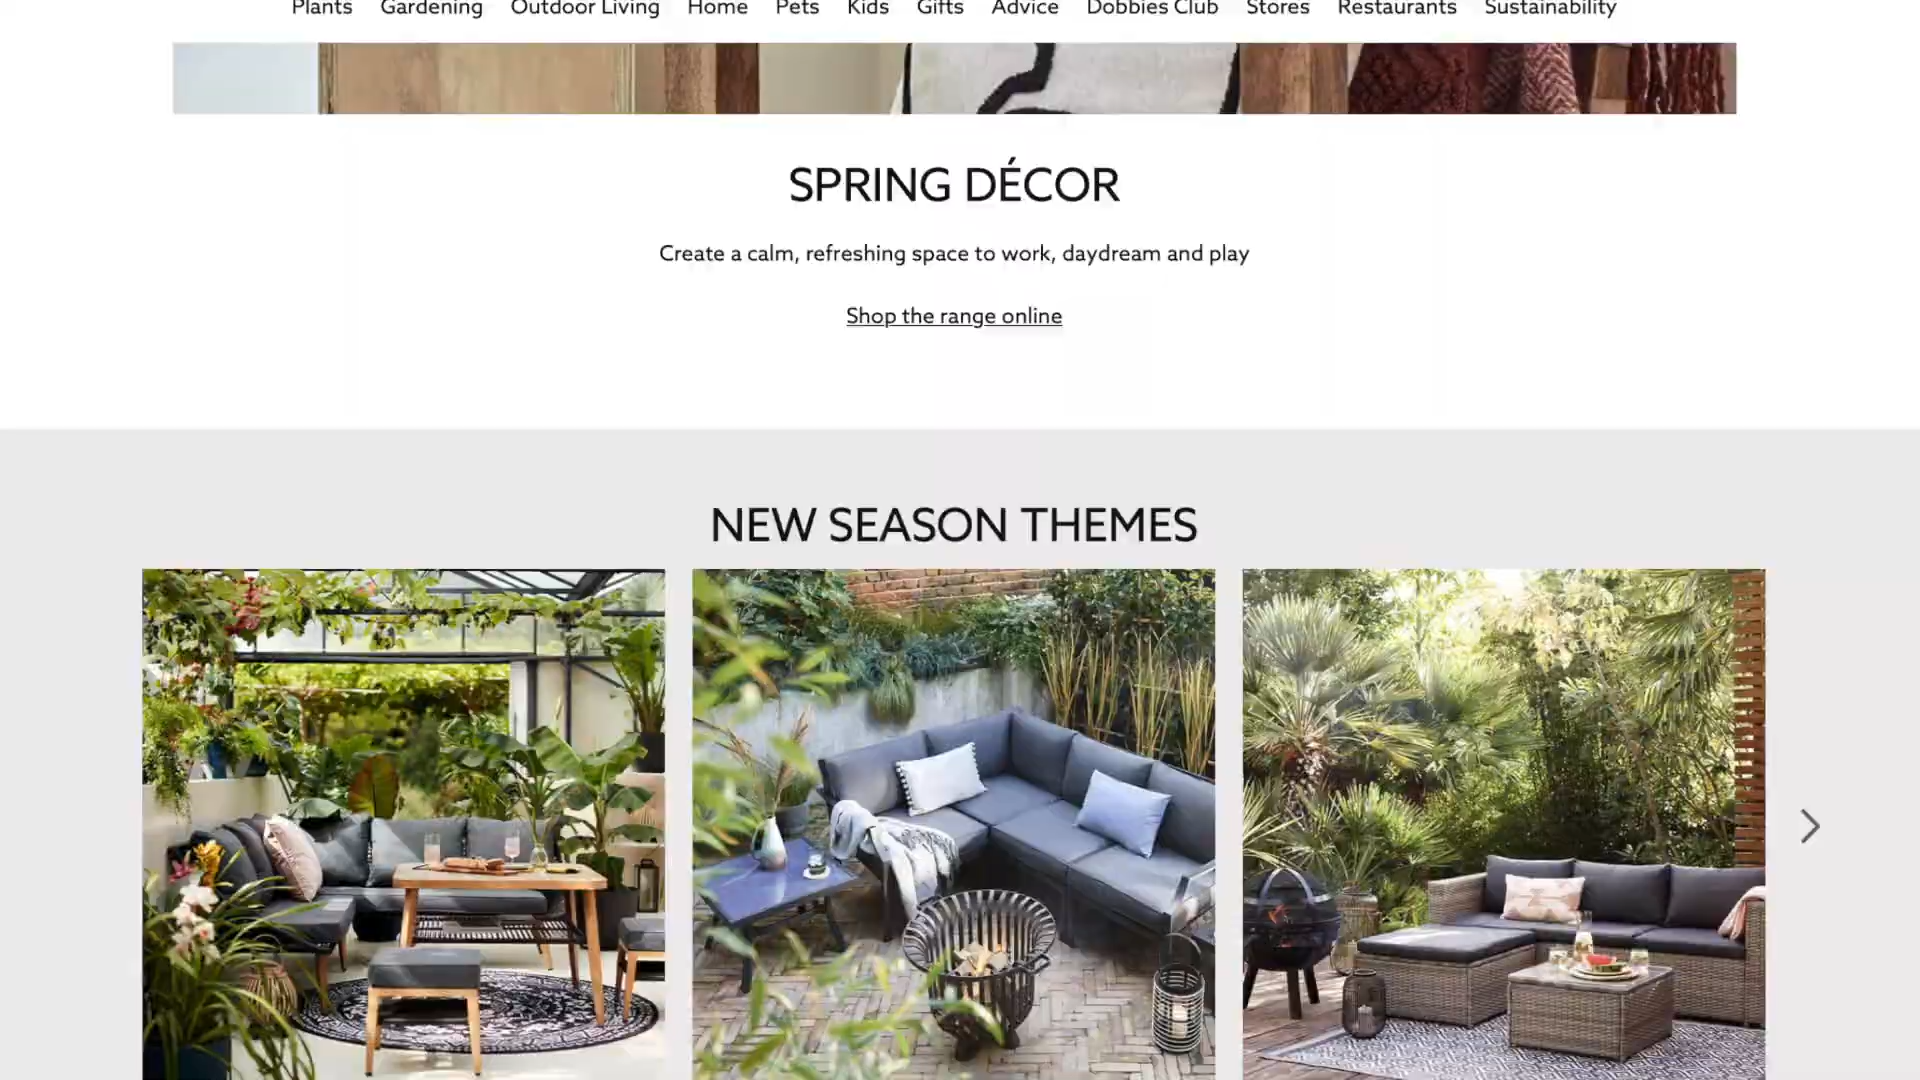 Plants Gardening Outdoor Living Home Pets Kids Gifts Advice Dobbies Club Stores Restaurants Sustainability
SPRING DÉCOR
Create a calm, refreshing space to work, daydream and play
Shop the range online
NEW SEASON THEMES